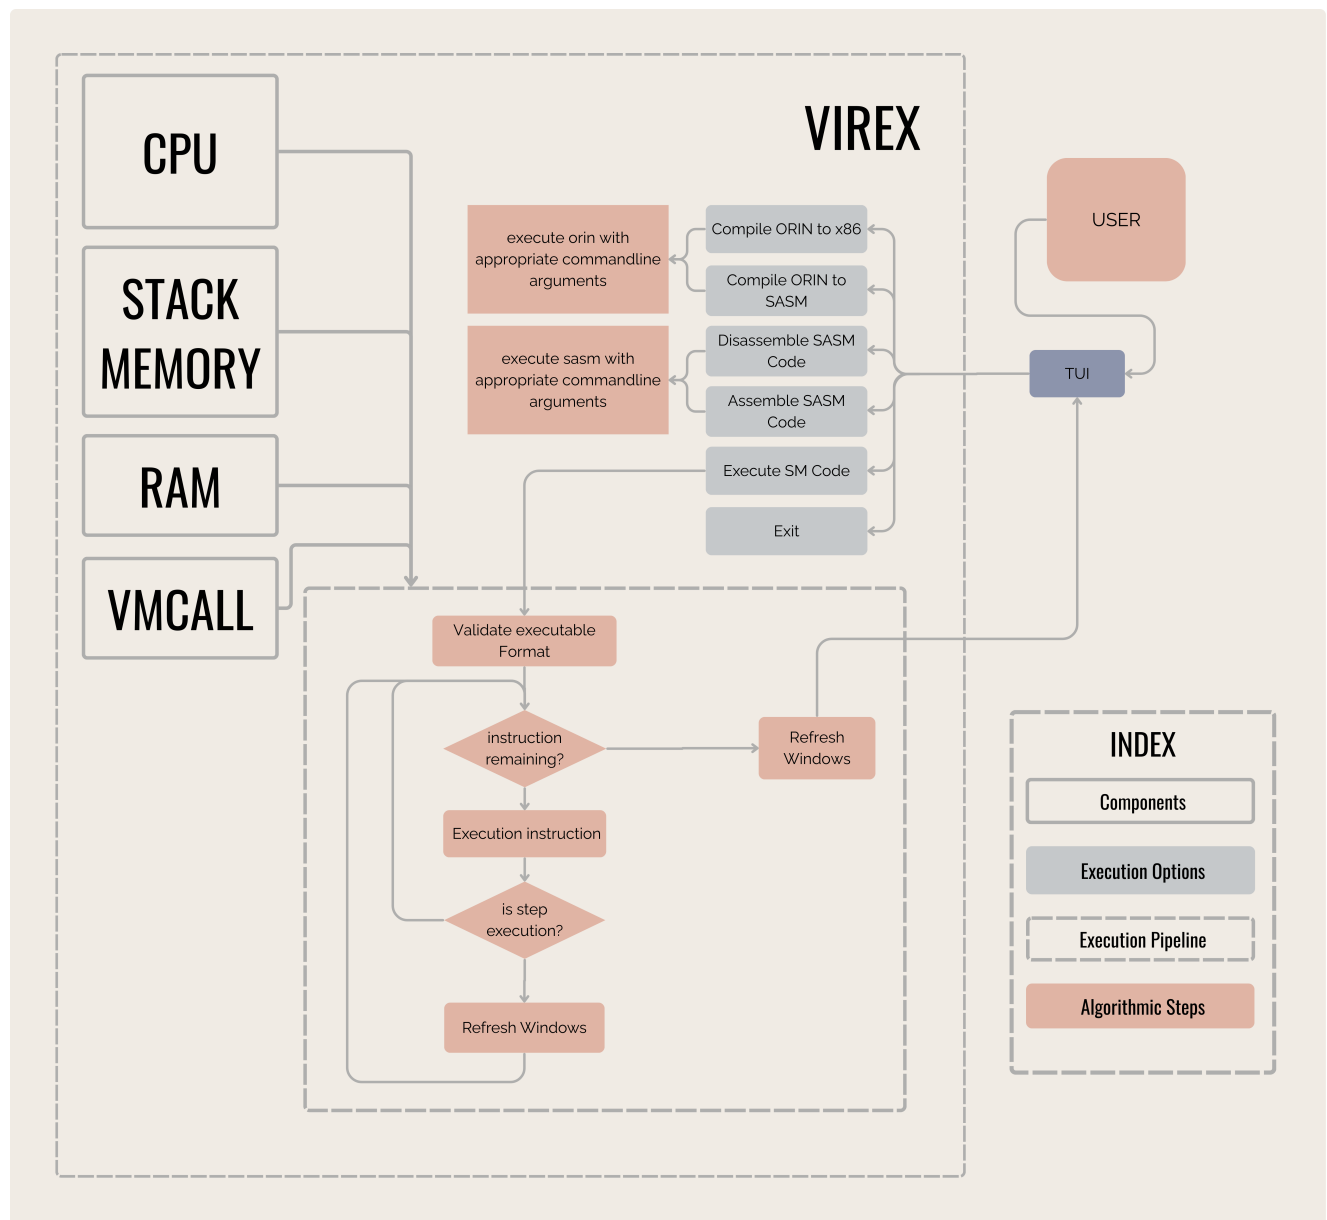 VIREX
CPU
STACK
MEMORY
RAM
VMCALL
USER
TUI
Compile ORIN to x86
Compile ORIN to
SASM
Disassemble SASM
Code
Assemble SASM
Code
Execute SM Code
Exit
execute orin with
appropriate commandline
arguments
execute sasm with
appropriate commandline
arguments
Validate executable
Format
instruction
remaining?
Refresh
Windows
Execution instruction
is step
execution?
Refresh Windows
INDEX
Components
Execution Options
Execution Pipeline
Algorithmic Steps